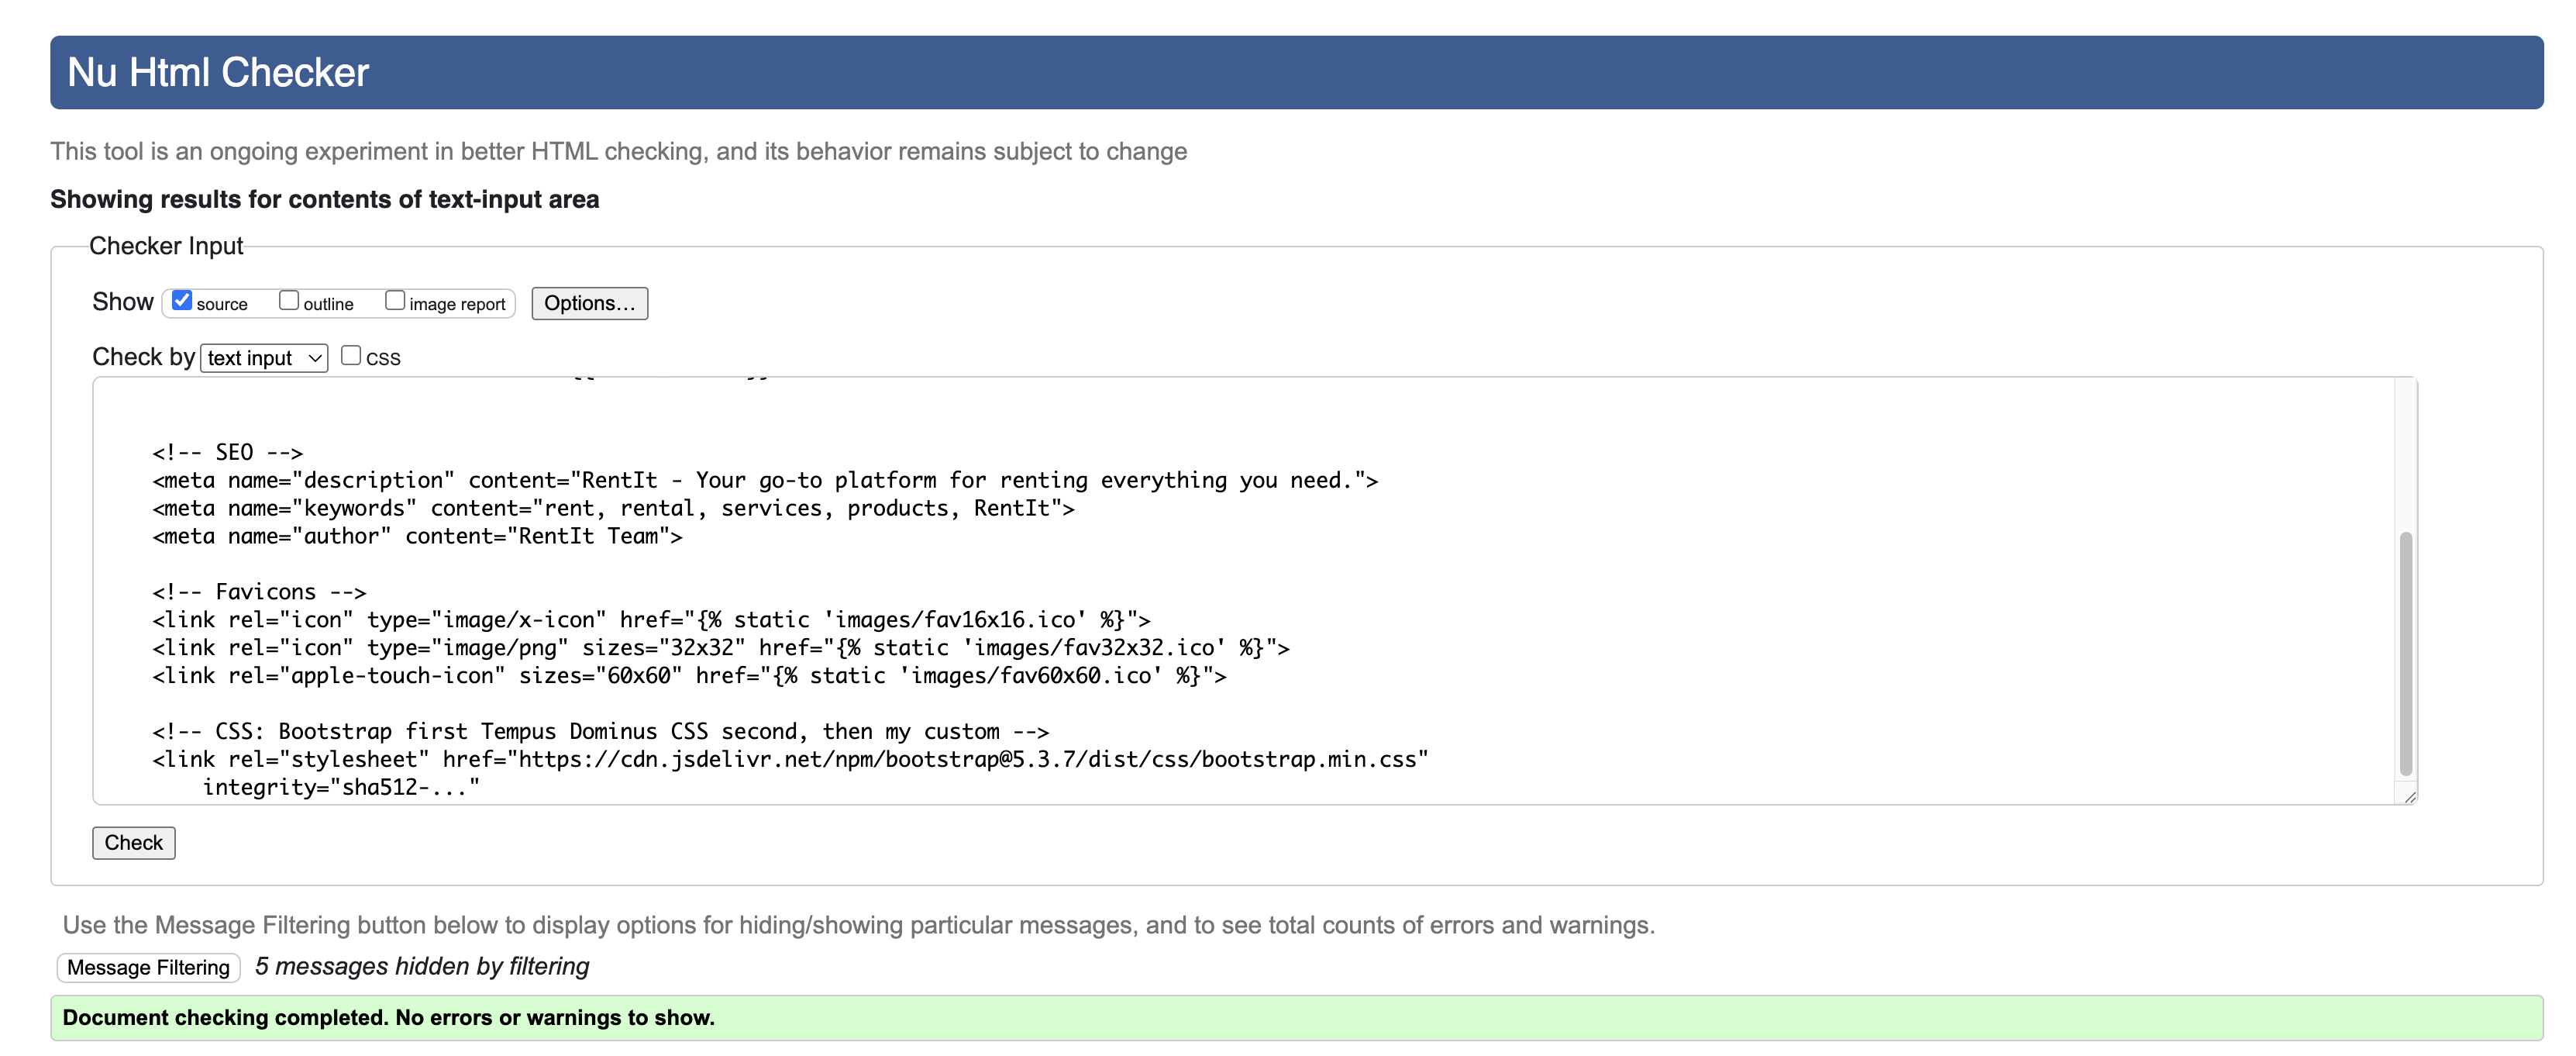 Nu Html Checker
This tool is an ongoing experiment in better HTML checking, and its behavior remains subject to change
Showing results for contents of text-input area
Checker Input
Show source outline image report Options...
Check by text input CSS
<!-- SEO -->
<meta name="description" content="RentIt - Your go-to platform for renting everything you need.">
<meta name="keywords" content="rent, rental, services, products, RentIt">
<meta name="author" content="RentIt Team">
<!-- Favicons -->
<link rel="icon" type="image/x-icon" href="{% static 'images/fav16x16.ico' %}">
<link rel="icon" type="image/png" sizes="32x32" href="{% static 'images/fav32x32.ico' %}">
<link rel="apple-touch-icon" sizes="60x60" href="{% static 'images/fav60x60.ico' %}">
<!-- CSS: Bootstrap first Tempus Dominus CSS second, then my custom -->
<link rel="stylesheet" href="https://cdn.jsdelivr.net/npm/bootstrap@5.3.7/dist/css/bootstrap.min.css"
integrity="sha512-..."
Check
Use the Message Filtering button below to display options for hiding/showing particular messages, and to see total counts of errors and warnings.
Message Filtering 5 messages hidden by filtering
Document checking completed. No errors or warnings to show.